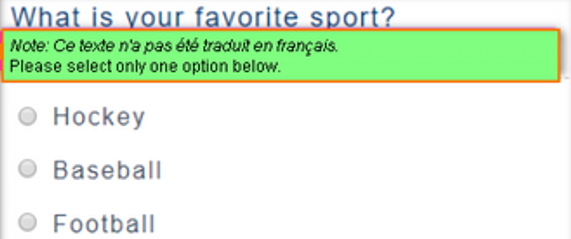 What is your favorite sport?
Note: Ce texte n'a pas été traduit en français.
Please select only one option below.
Hockey
Baseball
Football